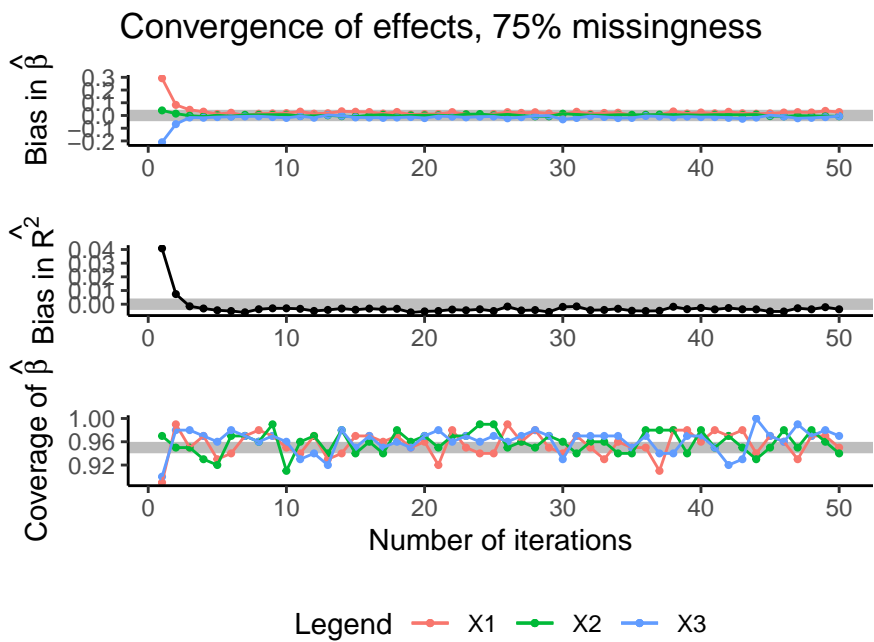 Convergence of effects, 75% missingness
Bias in β̂
0.3
0.2
0.1
0.0
−0.1
−0.2
0 10 20 30 40 50
Bias in R̂²
0.04
0.03
0.02
0.01
0.00
0 10 20 30 40 50
Coverage of β̂
1.00
0.96
0.92
0 10 20 30 40 50
Number of iterations
Legend X1 X2 X3